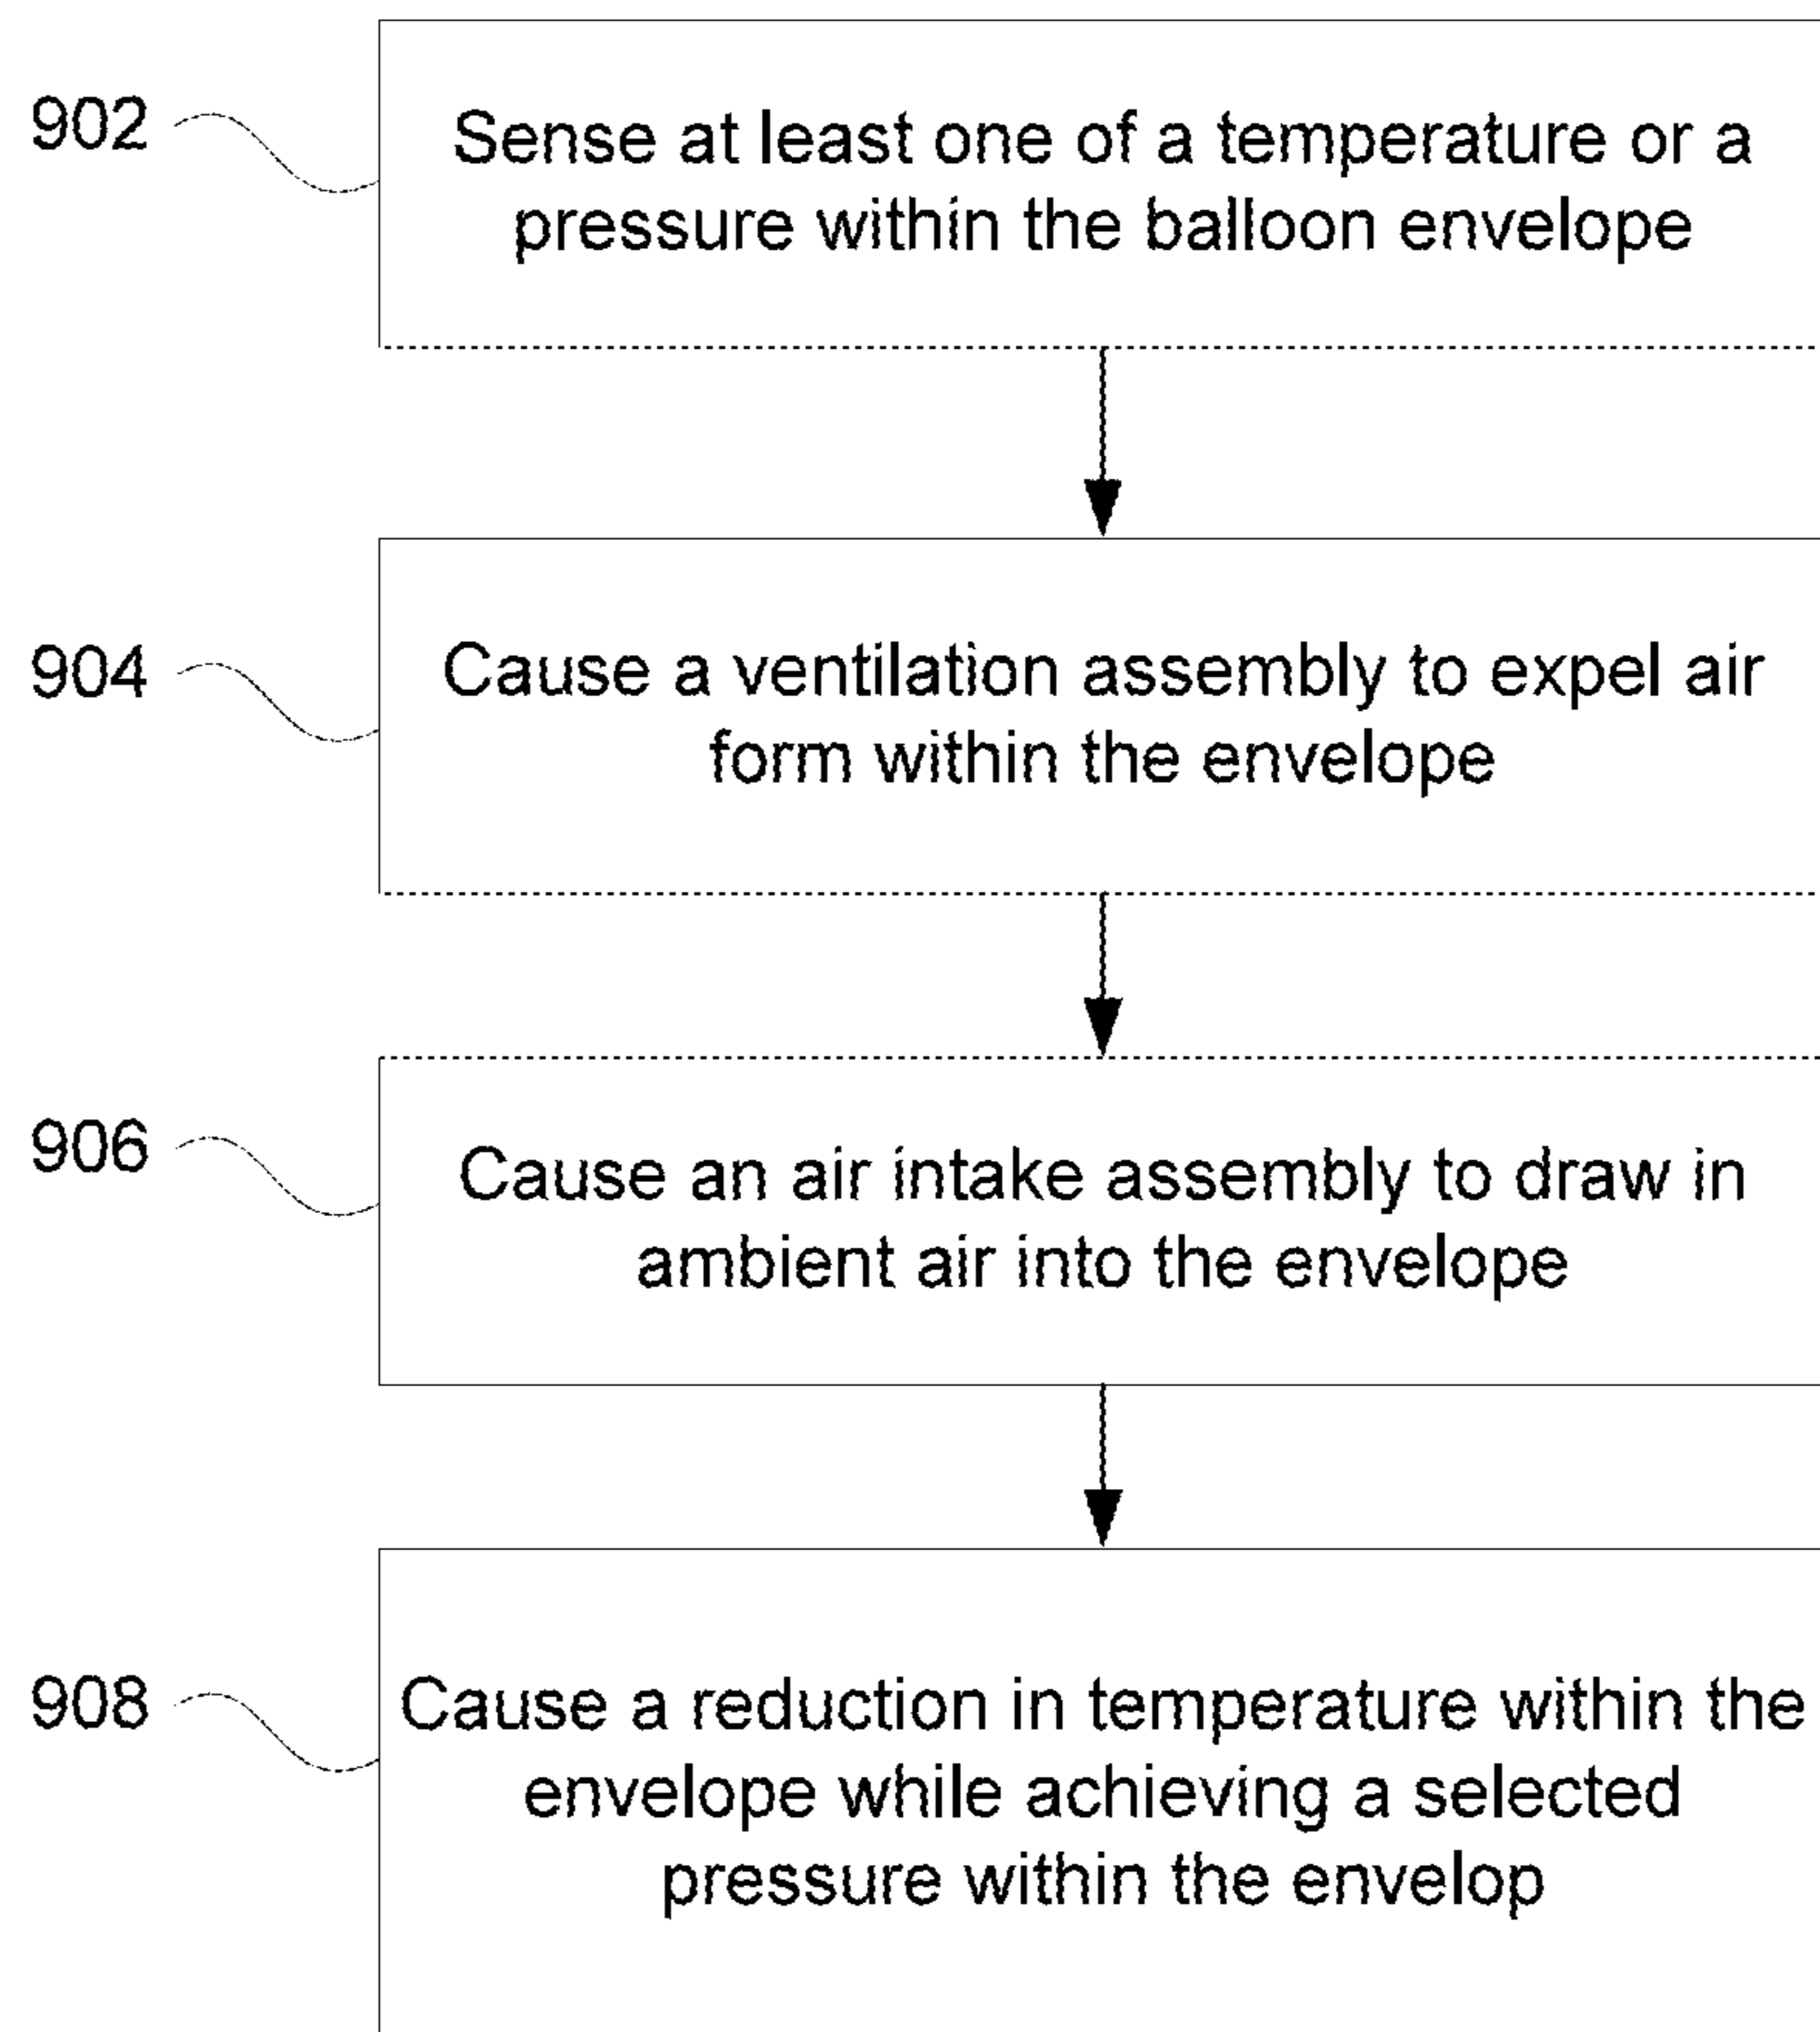 902
Sense at least one of a temperature or a
pressure within the balloon envelope
904
Cause a ventilation assembly to expel air
form within the envelope
906
Cause an air intake assembly to draw in
ambient air into the envelope
908
Cause a reduction in temperature within the
envelope while achieving a selected
pressure within the envelop